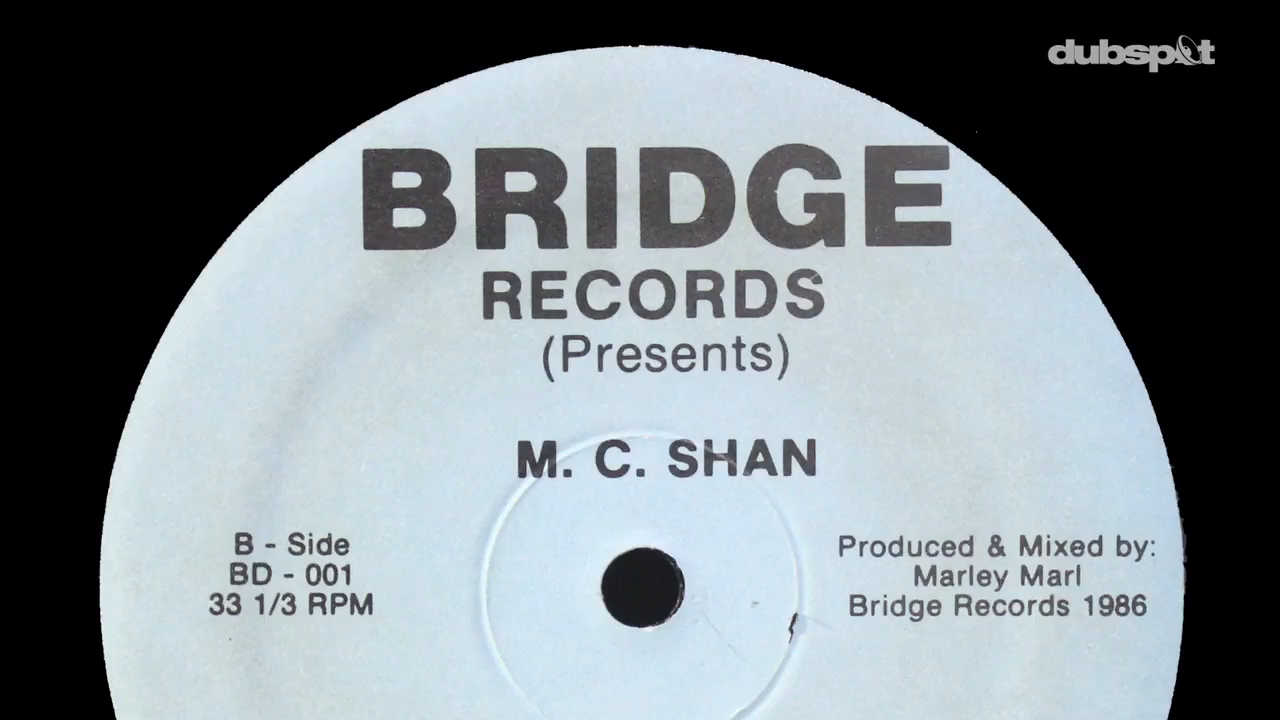 dubspot
BRIDGE
RECORDS
(Presents)
M. C. SHAN
B - Side
BD - 001
33 1/3 RPM
Produced & Mixed by:
Marley Marl
Bridge Records 1986